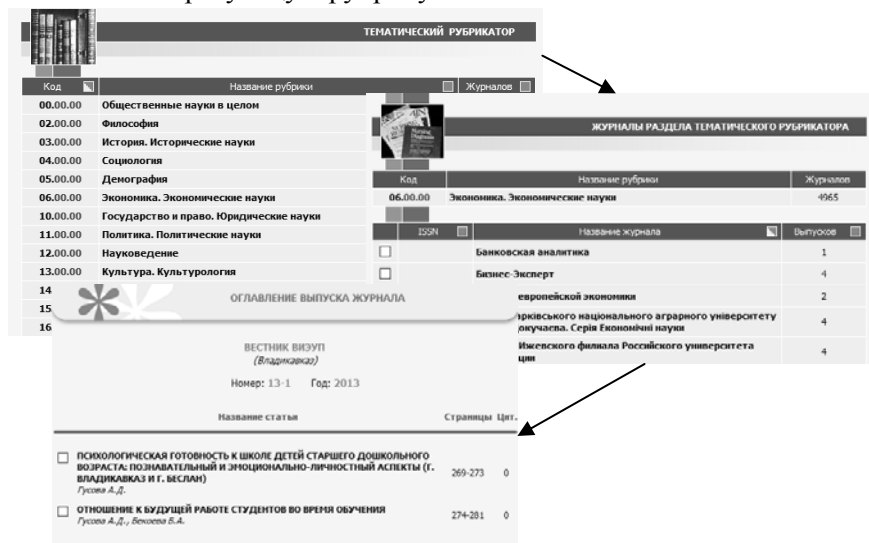 ТЕМАТИЧЕСКИЙ РУБРИКАТОР
Код Название рубрики Журналов
00.00.00 Общественные науки в целом
02.00.00 Философия
03.00.00 История. Исторические науки
04.00.00 Социология
05.00.00 Демография
06.00.00 Экономика. Экономические науки
10.00.00 Государство и право. Юридические науки
11.00.00 Политика. Политические науки
12.00.00 Науковедение
13.00.00 Культура. Культурология
14
15
16
ЖУРНАЛЫ РАЗДЕЛА ТЕМАТИЧЕСКОГО РУБРИКАТОРА
Код Название рубрики Журналов
06.00.00 Экономика. Экономические науки 4965
ISSN Название журнала Выпусков
Банковская аналитика 1
Бизнес-Эксперт 4
европейской экономики 2
національного аграрного університету
Серія Економічні науки 4
Ижевского филиала Российского университета
4
ОГЛАВЛЕНИЕ ВЫПУСКА ЖУРНАЛА
ВЕСТНИК ВИЭУП
(Владикавказ)
Номер: 13-1 Год: 2013
Название статьи Страницы Цит.
ПСИХОЛОГИЧЕСКАЯ ГОТОВНОСТЬ К ШКОЛЕ ДЕТЕЙ СТАРШЕГО ДОШКОЛЬНОГО
ВОЗРАСТА: ПОЗНАВАТЕЛЬНЫЙ И ЭМОЦИОНАЛЬНО-ЛИЧНОСТНЫЙ АСПЕКТЫ (Г.
ВЛАДИКАВКАЗ И Г. БЕСЛАН) 269-273 0
Гусова А.Д.
ОТНОШЕНИЕ К БУДУЩЕЙ РАБОТЕ СТУДЕНТОВ ВО ВРЕМЯ ОБУЧЕНИЯ 274-281 0
Гусова А.Д., Бекоева Б.А.